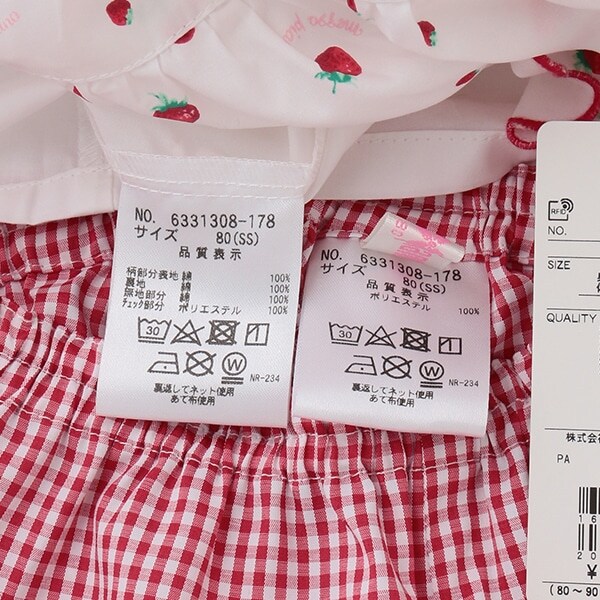 mezzo pia
NO. 6331308-178
サイズ 80(SS)
品質表示
柄部分表地 綿 100%
裏地 綿 100%
無地部分 綿 100%
チェック部分 ポリエステル 100%
30
NR-234
裏返してネット使用
あて布使用
NO. 6331308-178
サイズ 80(SS)
品質表示
ポリエステル 100%
30
NR-234
裏返してネット使用
あて布使用
RFID
NO.
SIZE
QUALITY
株式会社
PA
16
20
¥
(80～90